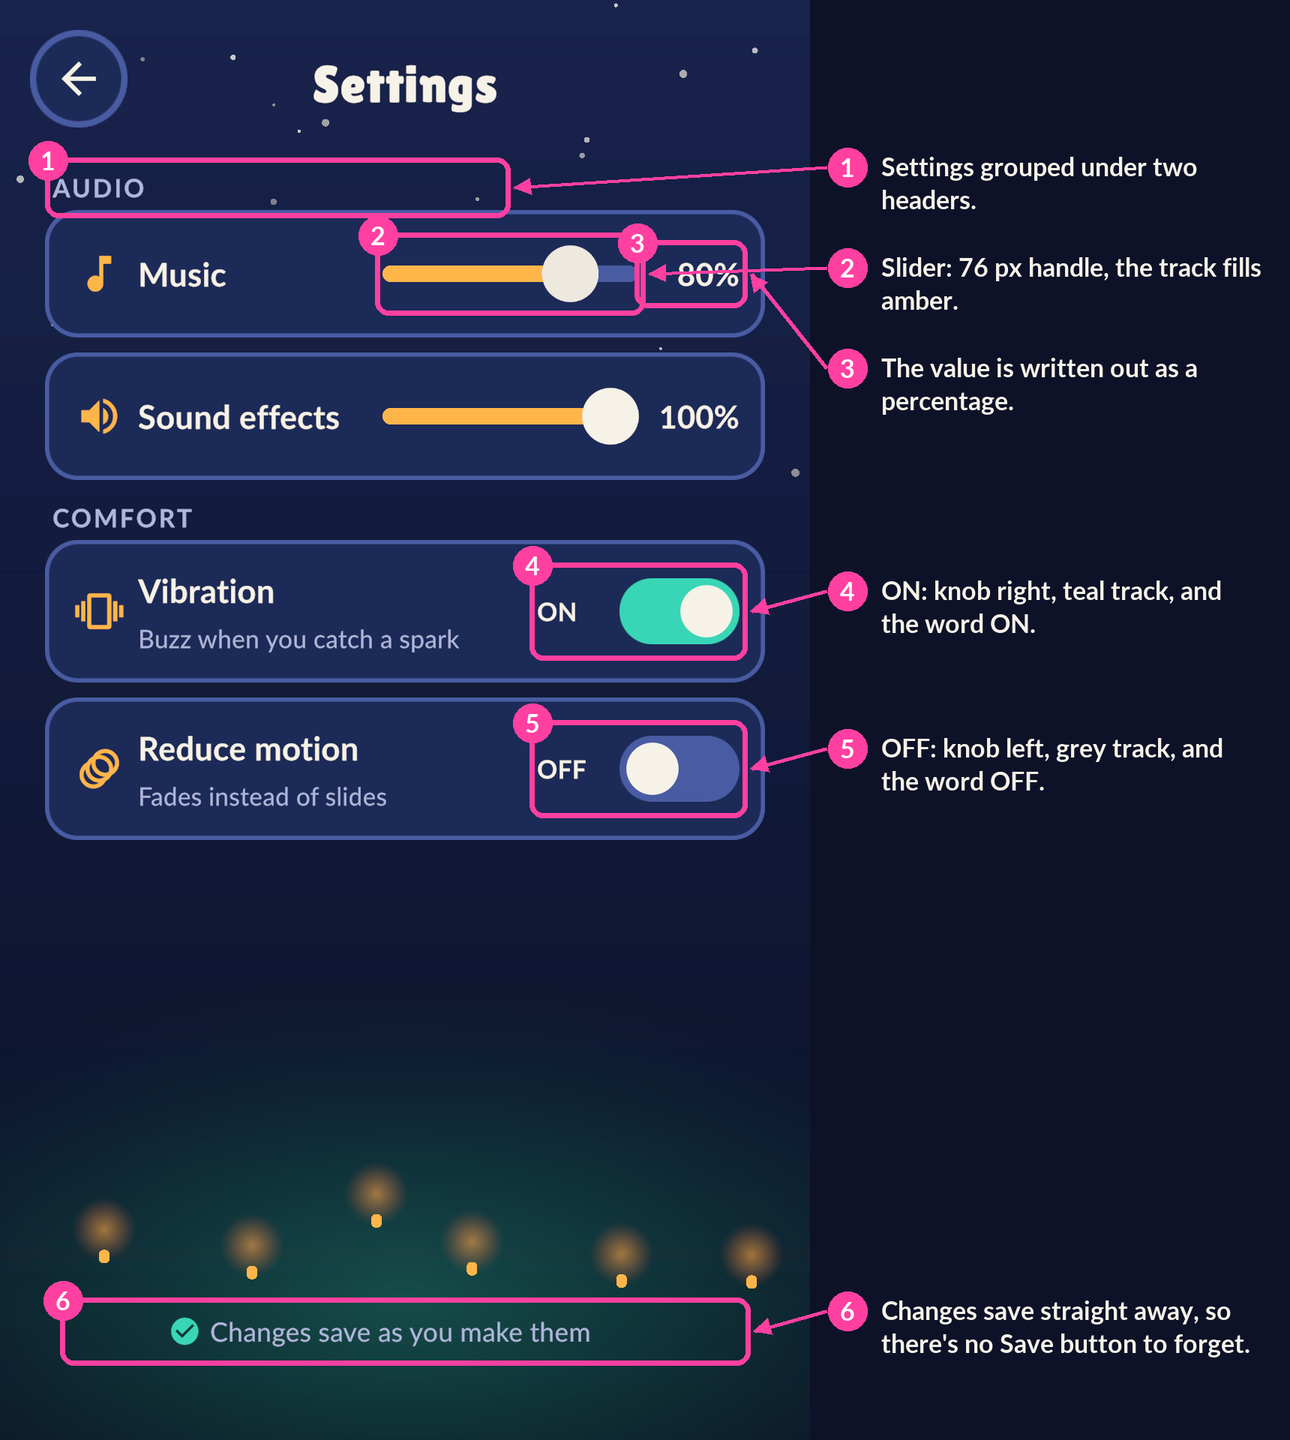 Settings
1
AUDIO
1 Settings grouped under two
headers.
2
3
Music
80%
2 Slider: 76 px handle, the track fills
amber.
3 The value is written out as a
percentage.
Sound effects
100%
COMFORT
4
Vibration
ON
Buzz when you catch a spark
4 ON: knob right, teal track, and
the word ON.
5
Reduce motion
OFF
Fades instead of slides
5 OFF: knob left, grey track, and
the word OFF.
6
Changes save as you make them
6 Changes save straight away, so
there's no Save button to forget.